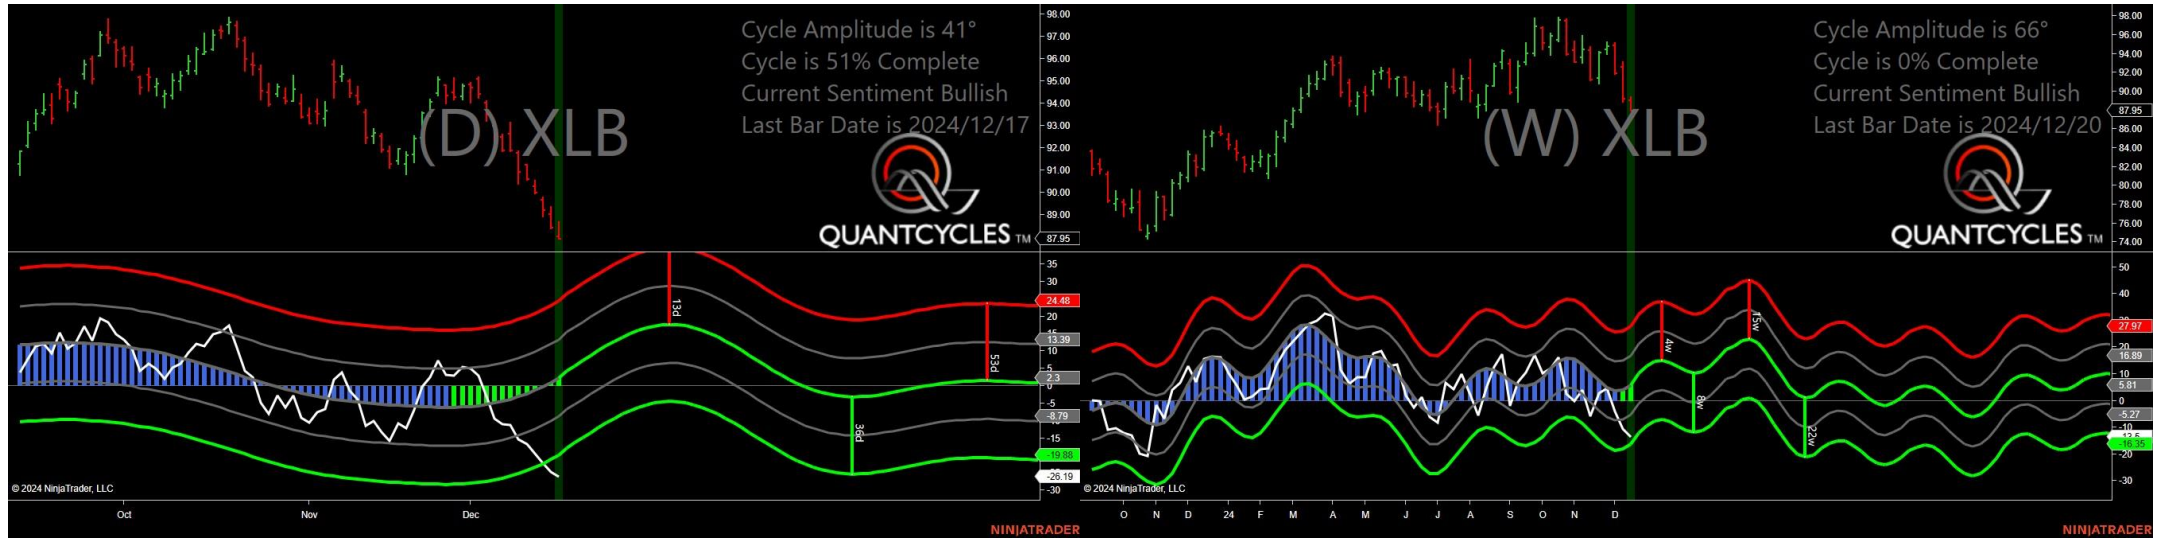 Cycle Amplitude is 41°
Cycle is 51% Complete
Current Sentiment Bullish
Last Bar Date is 2024/12/17
(D) XLB
QUANTCYCLES TM
98.00
97.00
96.00
95.00
94.00
93.00
92.00
91.00
90.00
89.00
87.95
35
30
24.48
20
15
13.39
10
5
2.3
-5
-8.79
-15
-19.88
-26.19
-30
13d
36d
53d
© 2024 NinjaTrader, LLC
Oct Nov Dec
NINJATRADER
Cycle Amplitude is 66°
Cycle is 0% Complete
Current Sentiment Bullish
Last Bar Date is 2024/12/20
(W) XLB
QUANTCYCLES TM
98.00
96.00
94.00
92.00
90.00
87.95
86.00
84.00
82.00
80.00
78.00
76.00
74.00
50
40
27.97
20
16.89
10
5.81
0
-5.27
-10
-16.35
-20
-30
4w
8w
15w
22w
© 2024 NinjaTrader, LLC
O N D 24 F M A M J J A S O N D
NINJATRADER